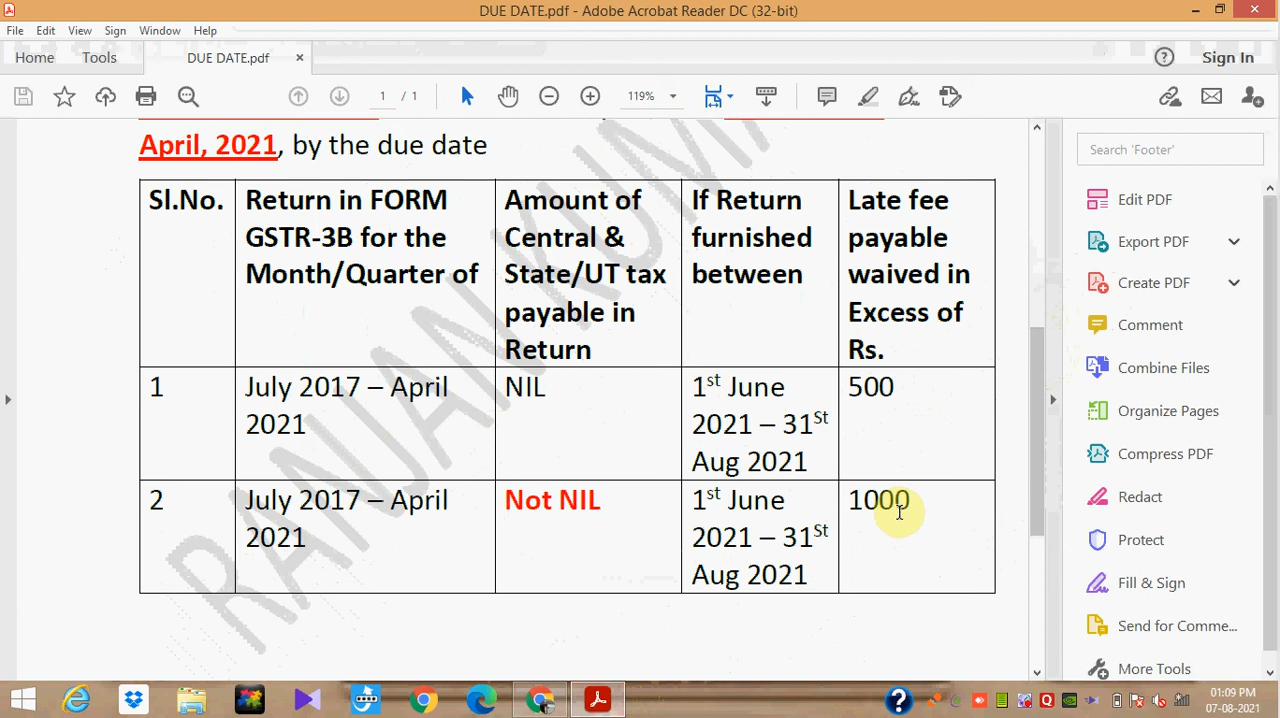 DUE DATE.pdf - Adobe Acrobat Reader DC (32-bit)
File Edit View Sign Window Help
Home Tools DUE DATE.pdf × Sign In
1 / 1 119%
April, 2021, by the due date
Sl.No. Return in FORM GSTR-3B for the Month/Quarter of Amount of Central & State/UT tax payable in Return If Return furnished between Late fee payable waived in Excess of Rs.
1 July 2017 – April 2021 NIL 1st June 2021 – 31St Aug 2021 500
2 July 2017 – April 2021 Not NIL 1st June 2021 – 31St Aug 2021 1000
RANJAN KUMA
Search 'Footer'
Edit PDF
Export PDF
Create PDF
Comment
Combine Files
Organize Pages
Compress PDF
Redact
Protect
Fill & Sign
Send for Comme...
More Tools
01:09 PM
07-08-2021